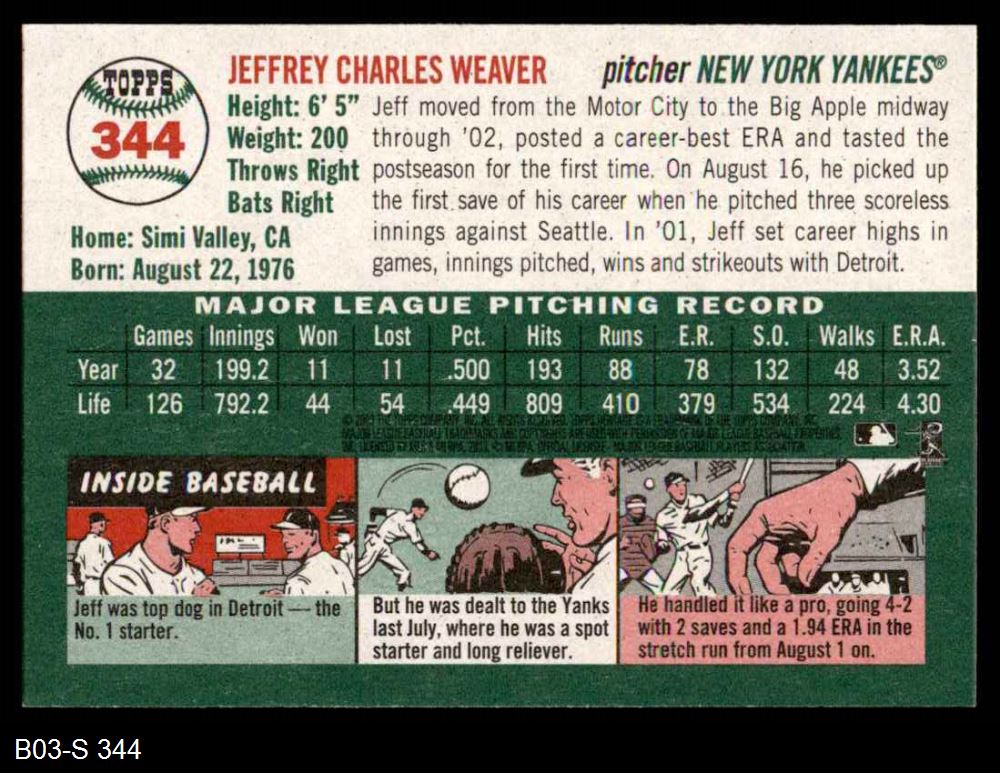 TOPPS
344
JEFFREY CHARLES WEAVER
pitcher NEW YORK YANKEES®
Height: 6' 5"
Weight: 200
Throws Right
Bats Right
Home: Simi Valley, CA
Born: August 22, 1976
Jeff moved from the Motor City to the Big Apple midway
through '02, posted a career-best ERA and tasted the
postseason for the first time. On August 16, he picked up
the first save of his career when he pitched three scoreless
innings against Seattle. In '01, Jeff set career highs in
games, innings pitched, wins and strikeouts with Detroit.
MAJOR LEAGUE PITCHING RECORD
Games Innings Won Lost Pct. Hits Runs E.R. S.O. Walks E.R.A.
Year 32 199.2 11 11 .500 193 88 78 132 48 3.52
Life 126 792.2 44 54 .449 809 410 379 534 224 4.30
INSIDE BASEBALL
Jeff was top dog in Detroit — the
No. 1 starter.
But he was dealt to the Yanks
last July, where he was a spot
starter and long reliever.
He handled it like a pro, going 4-2
with 2 saves and a 1.94 ERA in the
stretch run from August 1 on.
B03-S 344